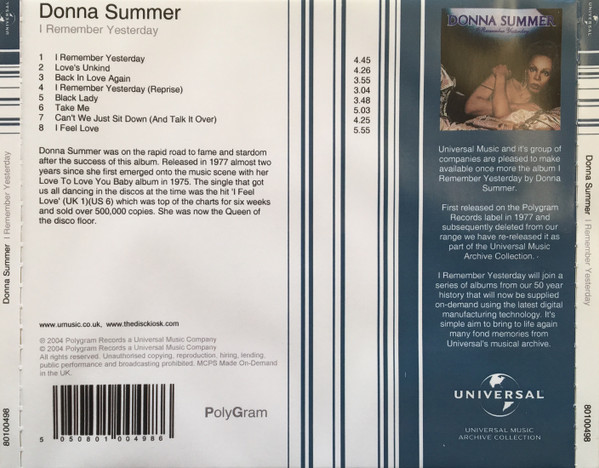 Donna Summer
I Remember Yesterday
1 I Remember Yesterday 4.45
2 Love's Unkind 4.26
3 Back In Love Again 3.55
4 I Remember Yesterday (Reprise) 3.04
5 Black Lady 3.48
6 Take Me 5.03
7 Can't We Just Sit Down (And Talk It Over) 4.25
8 I Feel Love 5.55
Donna Summer was on the rapid road to fame and stardom
after the success of this album. Released in 1977 almost two
years since she first emerged onto the music scene with her
Love To Love You Baby album in 1975. The single that got
us all dancing in the discos at the time was the hit 'I Feel
Love' (UK 1)(US 6) which was top of the charts for six weeks
and sold over 500,000 copies. She was now the Queen of
the disco floor.
www.umusic.co.uk, www.thedisckiosk.com
℗ 2004 Polygram Records a Universal Music Company
© 2004 Polygram Records a Universal Music Company
All rights reserved. Unauthorised copying, reproduction, hiring, lending,
public performance and broadcasting prohibited. MCPS Made On-Demand
in the UK.
5 050801 004986
PolyGram
DONNA SUMMER
I Remember Yesterday
Universal Music and it's group of
companies are pleased to make
available once more the album I
Remember Yesterday by Donna
Summer.
First released on the Polygram
Records label in 1977 and
subsequently deleted from our
range we have re-released it as
part of the Universal Music
Archive Collection.
I Remember Yesterday will join a
series of albums from our 50 year
history that will now be supplied
on-demand using the latest digital
manufacturing technology. It's
simple aim to bring to life again
many fond memories from
Universal's musical archive.
UNIVERSAL
UNIVERSAL MUSIC
ARCHIVE COLLECTION
UNIVERSAL
Donna Summer I Remember Yesterday
80100498
UNIVERSAL
Donna Summer I Remember Yesterday
80100498